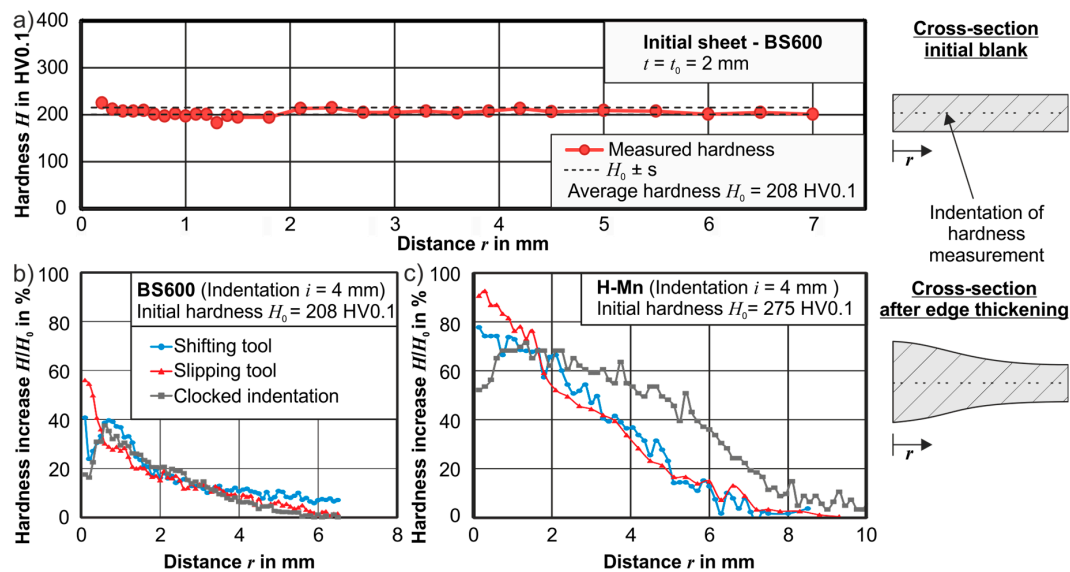 a)
Hardness H in HV0.1
400
300
200
100
0
Initial sheet - BS600
t = t0 = 2 mm
Measured hardness
H0 ± s
Average hardness H0 = 208 HV0.1
0 1 2 3 4 5 6 7
Distance r in mm
Cross-section
initial blank
r
Indentation of
hardness
measurement
b)
Hardness increase H/H0 in %
100
80
60
40
20
0
BS600 (Indentation i = 4 mm)
Initial hardness H0 = 208 HV0.1
Shifting tool
Slipping tool
Clocked indentation
0 2 4 6 8
Distance r in mm
c)
Hardness increase H/H0 in %
100
80
60
40
20
0
H-Mn (Indentation i = 4 mm )
Initial hardness H0 = 275 HV0.1
0 2 4 6 8 10
Distance r in mm
Cross-section
after edge thickening
r